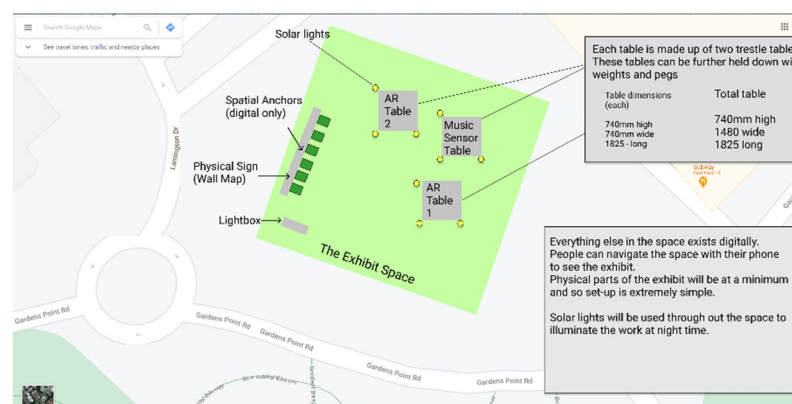 Search Google Maps
See travel times, traffic and nearby places
Solar lights
Each table is made up of two trestle table
These tables can be further held down wi
weights and pegs
Table dimensions
(each)
740mm high
740mm wide
1825 - long
Total table
740mm high
1480 wide
1825 long
AR
Table
2
Spatial Anchors
(digital only)
Music
Sensor
Table
Lamington Dr
Physical Sign
(Wall Map)
AR
Table
1
Subway
Lightbox
The Exhibit Space
Everything else in the space exists digitally.
People can navigate the space with their phone
to see the exhibit.
Physical parts of the exhibit will be at a minimum
and so set-up is extremely simple.
Solar lights will be used through out the space to
illuminate the work at night time.
Gardens Point Rd
Gardens Point Rd
Gardens Point Rd
Gardens Point Rd
Gardens Point Rd